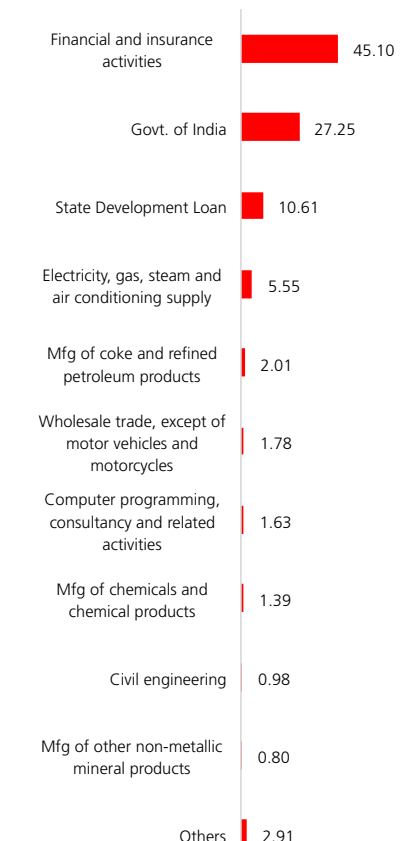 Financial and insurance
activities
45.10
Govt. of India
27.25
State Development Loan
10.61
Electricity, gas, steam and
air conditioning supply
5.55
Mfg of coke and refined
petroleum products
2.01
Wholesale trade, except of
motor vehicles and
motorcycles
1.78
Computer programming,
consultancy and related
activities
1.63
Mfg of chemicals and
chemical products
1.39
Civil engineering
0.98
Mfg of other non-metallic
mineral products
0.80
Others
2.91